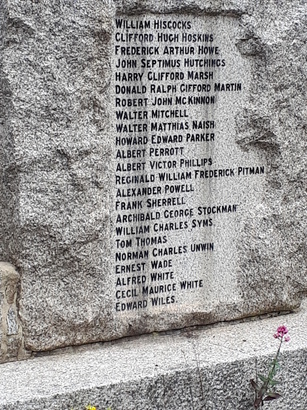 WILLIAM HISCOCKS
CLIFFORD HUGH HOSKINS
FREDERICK ARTHUR HOWE
JOHN SEPTIMUS HUTCHINGS
HARRY CLIFFORD MARSH
DONALD RALPH GIFFORD MARTIN
ROBERT JOHN MCKINNON
WALTER MITCHELL
WALTER MATTHIAS NAISH
HOWARD EDWARD PARKER
ALBERT PERROTT
ALBERT VICTOR PHILLIPS
REGINALD WILLIAM FREDERICK PITMAN
ALEXANDER POWELL
FRANK SHERRELL
ARCHIBALD GEORGE STOCKMAN
WILLIAM CHARLES SYMS
TOM THOMAS
NORMAN CHARLES UNWIN
ERNEST WADE
ALFRED WHITE
CECIL MAURICE WHITE
EDWARD WILES.